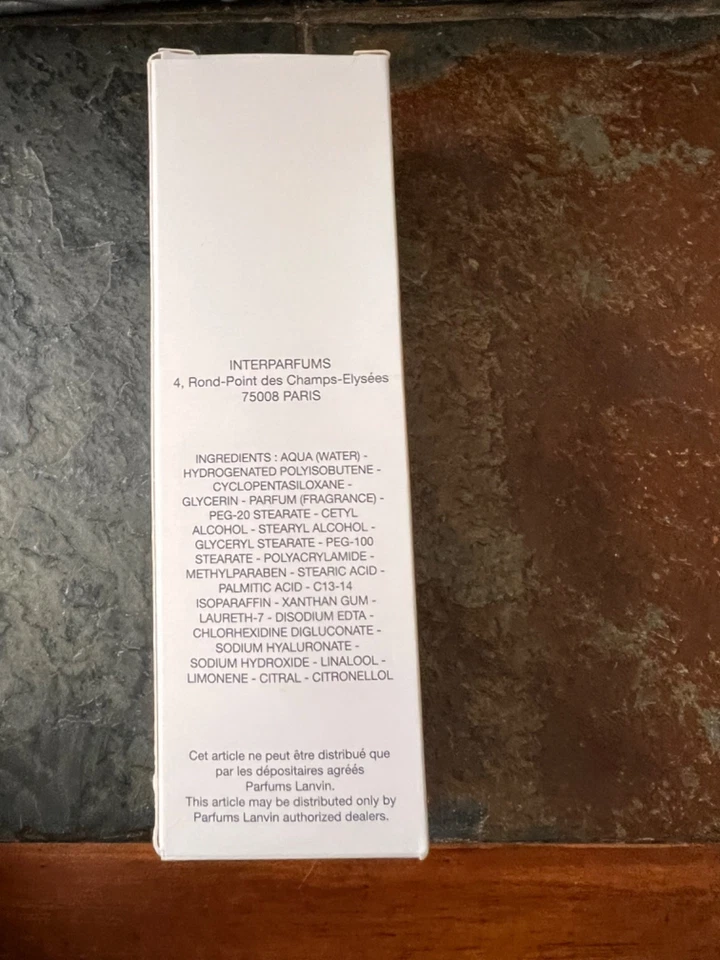 INTERPARFUMS
4, Rond-Point des Champs-Elysées
75008 PARIS
INGREDIENTS : AQUA (WATER) -
HYDROGENATED POLYISOBUTENE -
CYCLOPENTASILOXANE -
GLYCERIN - PARFUM (FRAGRANCE) -
PEG-20 STEARATE - CETYL
ALCOHOL - STEARYL ALCOHOL -
GLYCERYL STEARATE - PEG-100
STEARATE - POLYACRYLAMIDE -
METHYLPARABEN - STEARIC ACID -
PALMITIC ACID - C13-14
ISOPARAFFIN - XANTHAN GUM -
LAURETH-7 - DISODIUM EDTA -
CHLORHEXIDINE DIGLUCONATE -
SODIUM HYALURONATE -
SODIUM HYDROXIDE - LINALOOL -
LIMONENE - CITRAL - CITRONELLOL
Cet article ne peut être distribué que
par les dépositaires agréés
Parfums Lanvin.
This article may be distributed only by
Parfums Lanvin authorized dealers.